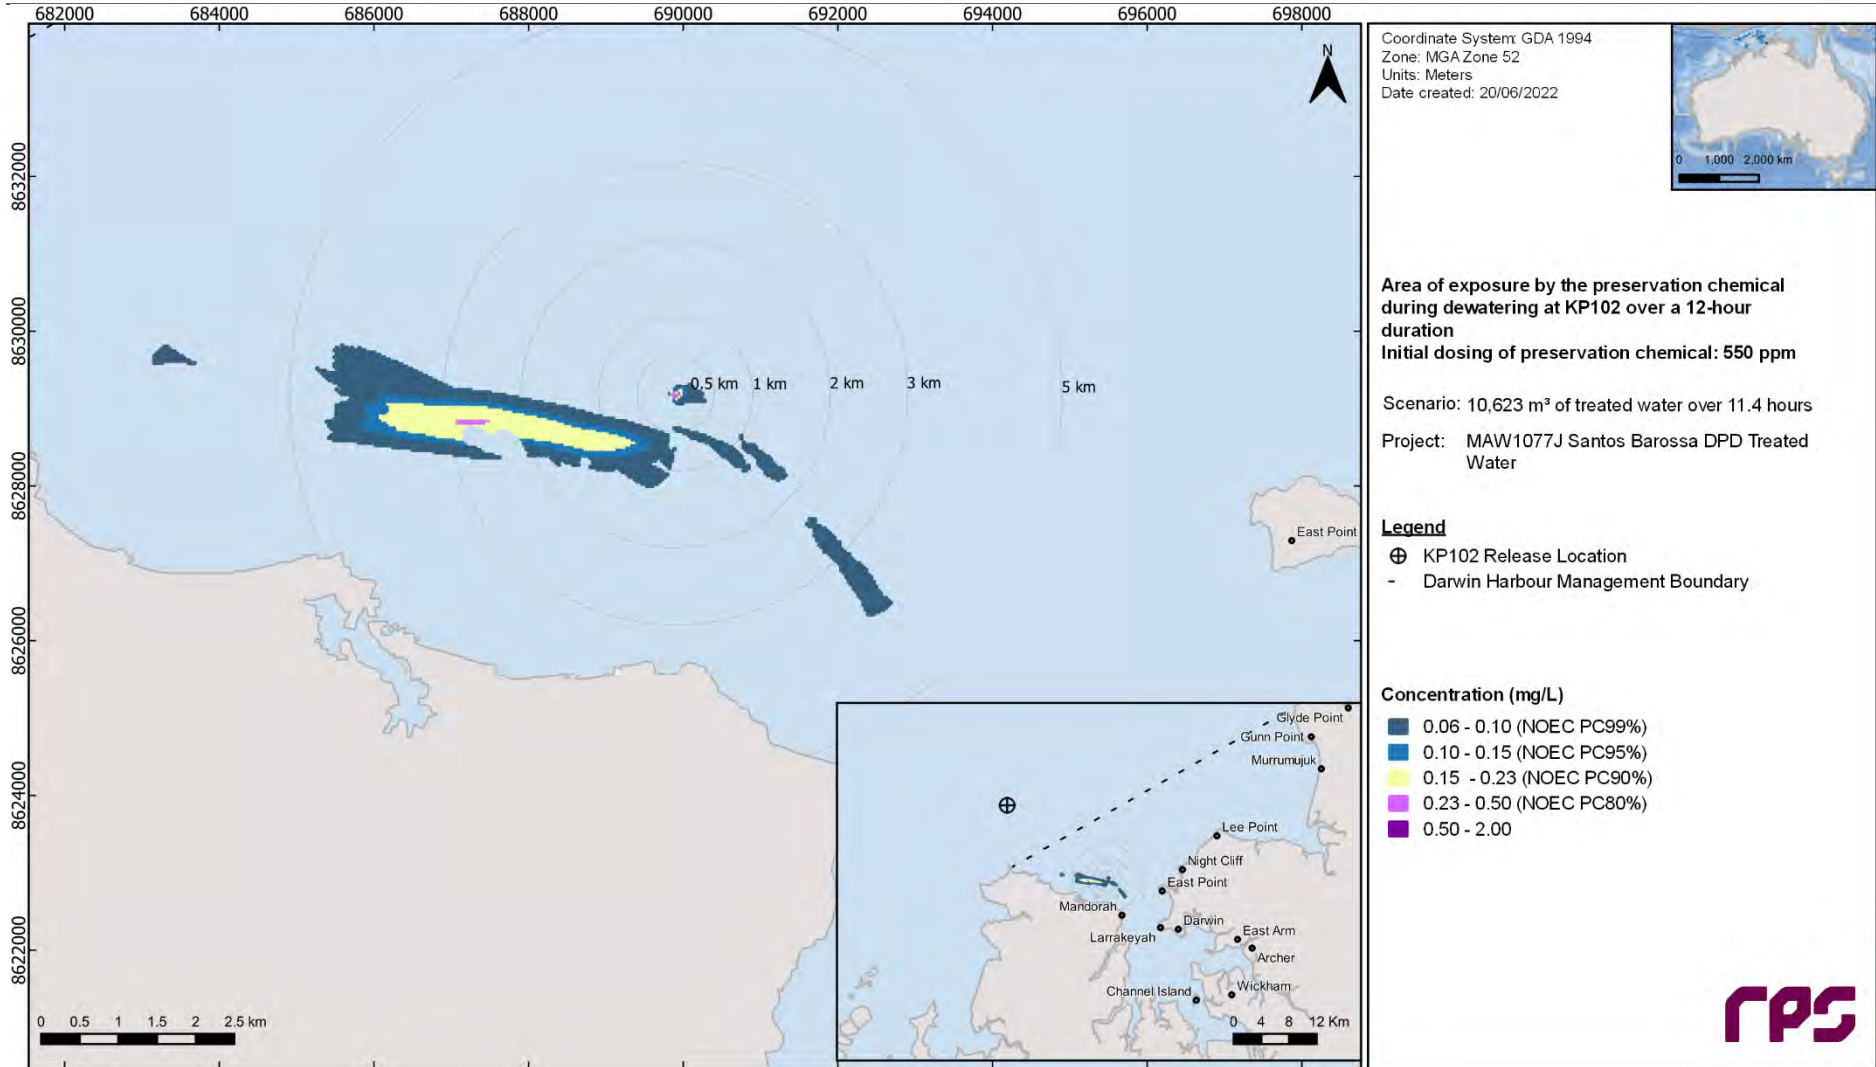 682000 684000 686000 688000 690000 692000 694000 696000 698000
8632000
8630000
8628000
8626000
8624000
8622000
N
0.5 km 1 km 2 km 3 km 5 km
East Point
0 0.5 1 1.5 2 2.5 km
Glyde Point
Gunn Point
Murrumujuk
Lee Point
Night Cliff
East Point
Mandorah
Darwin
Larrakeyah
East Arm
Archer
Channel Island
Wickham
0 4 8 12 Km
Coordinate System: GDA 1994
Zone: MGA Zone 52
Units: Meters
Date created: 20/06/2022
0 1,000 2,000 km
Area of exposure by the preservation chemical
during dewatering at KP102 over a 12-hour
duration
Initial dosing of preservation chemical: 550 ppm
Scenario: 10,623 m³ of treated water over 11.4 hours
Project: MAW1077J Santos Barossa DPD Treated
Water
Legend
KP102 Release Location
- Darwin Harbour Management Boundary
Concentration (mg/L)
0.06 - 0.10 (NOEC PC99%)
0.10 - 0.15 (NOEC PC95%)
0.15 - 0.23 (NOEC PC90%)
0.23 - 0.50 (NOEC PC80%)
0.50 - 2.00
rps